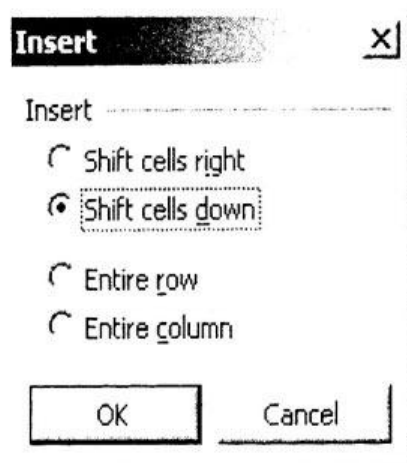 Insert
Insert
Shift cells right
Shift cells down
Entire row
Entire column
OK Cancel